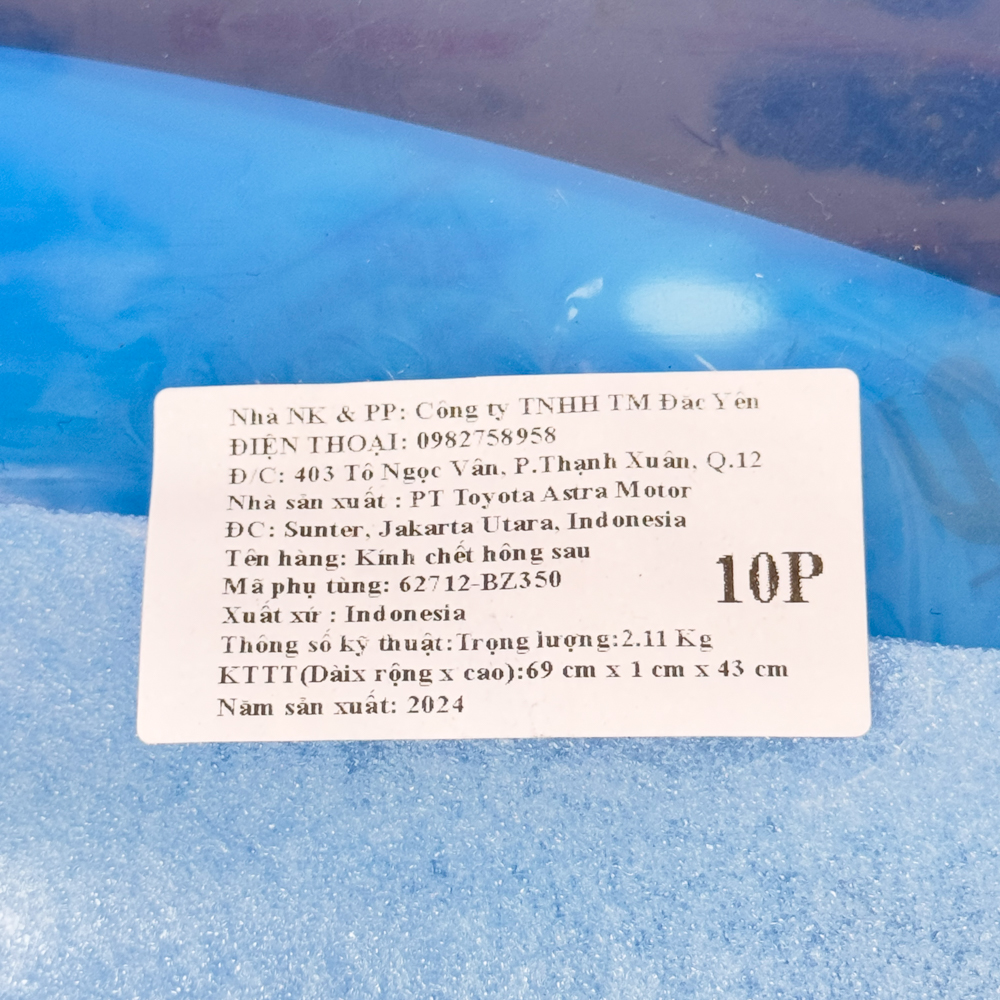 Nhà NK & PP: Công ty TNHH TM Đăc Yên
ĐIỆN THOẠI: 0982758958
Đ/C: 403 Tô Ngọc Vân, P.Thạnh Xuân, Q.12
Nhà sản xuất : PT Toyota Astra Motor
ĐC: Sunter, Jakarta Utara, Indonesia
Tên hàng: Kính chết hông sau
Mã phụ tùng: 62712-BZ350
10P
Xuất xứ : Indonesia
Thông số kỹ thuật:Trọng lượng:2.11 Kg
KTTT(Dàix rộng x cao):69 cm x 1 cm x 43 cm
Năm sản xuất: 2024